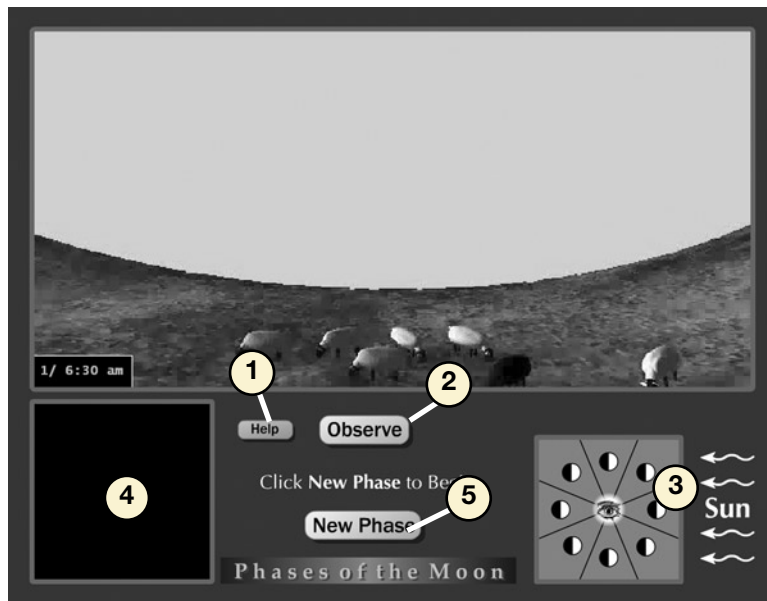 1/ 6:30 am
1
2
Help
Observe
4
Click New Phase to
5
3
Sun
New Phase
Phases of the Moon